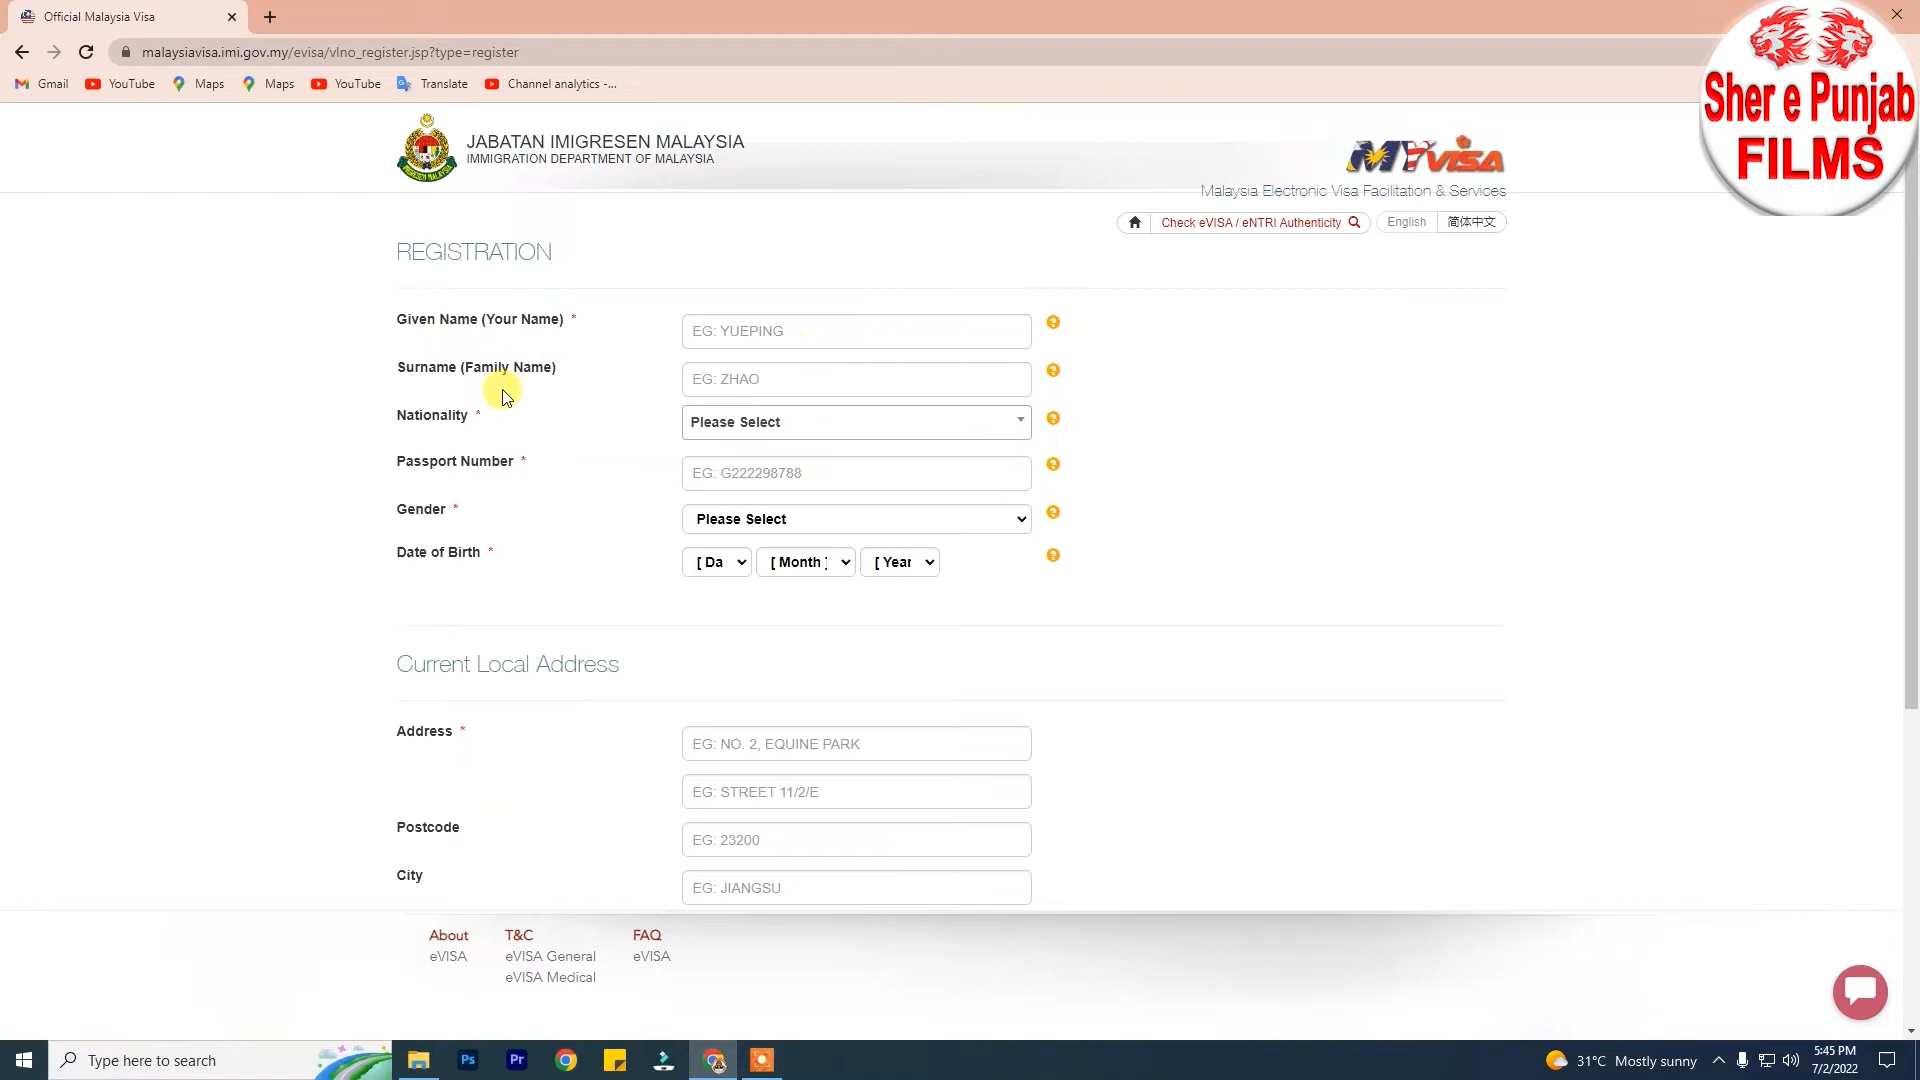 Official Malaysia Visa
malaysiavisa.imi.gov.my/evisa/vlno_register.jsp?type=register
Gmail YouTube Maps Maps YouTube Translate Channel analytics -...
Sher e Punjab
FILMS
JABATAN IMIGRESEN MALAYSIA
IMMIGRATION DEPARTMENT OF MALAYSIA
MYVISA
Malaysia Electronic Visa Facilitation & Services
Check eVISA / eNTRI Authenticity English 简体中文
REGISTRATION
Given Name (Your Name) * EG: YUEPING
Surname (Family Name) EG: ZHAO
Nationality * Please Select
Passport Number * EG: G222298788
Gender * Please Select
Date of Birth * [ Da [ Month ] [ Year
Current Local Address
Address * EG: NO. 2, EQUINE PARK
EG: STREET 11/2/E
Postcode EG: 23200
City EG: JIANGSU
About T&C FAQ
eVISA eVISA General eVISA
eVISA Medical
Type here to search Ps Pr 31°C Mostly sunny 5:45 PM
7/2/2022